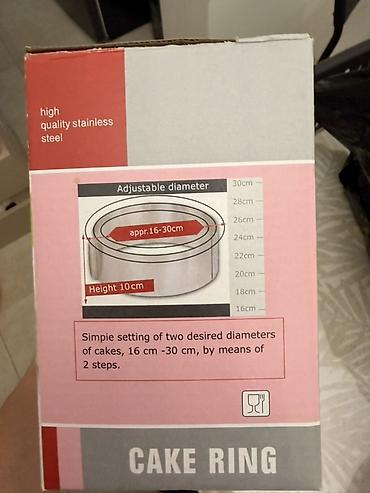 high
quality stainless
steel
Adjustable diameter
appr.16-30cm
Height 10cm
30cm
28cm
26cm
24cm
22cm
20cm
18cm
16cm
Simpie setting of two desired diameters
of cakes, 16 cm -30 cm, by means of
2 steps.
CAKE RING